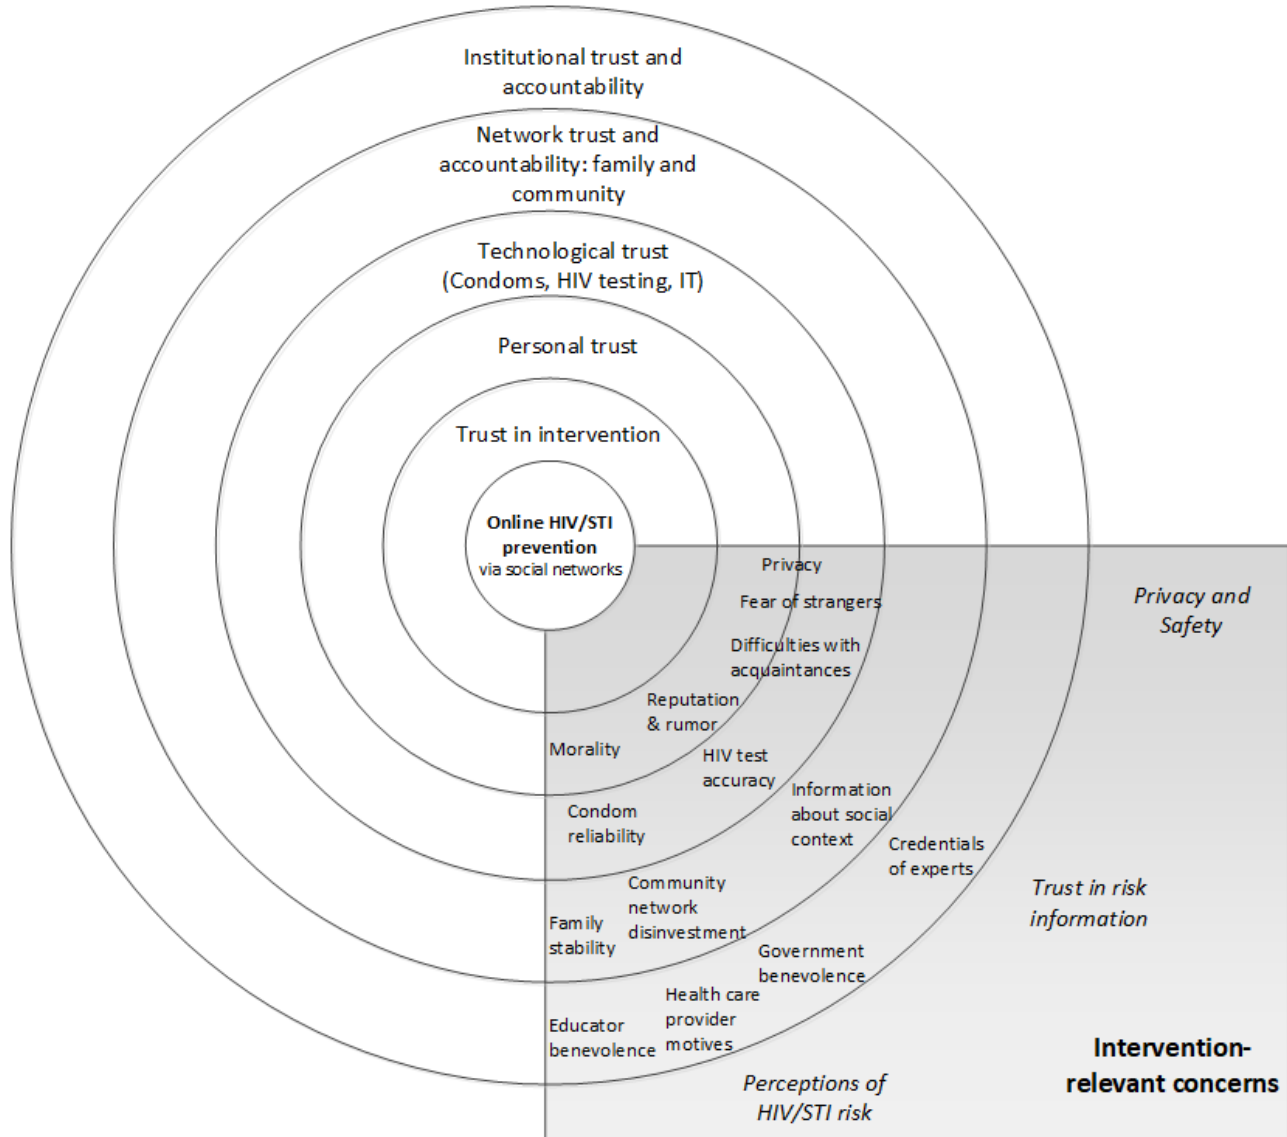 Institutional trust and
accountability
Network trust and
accountability: family and
community
Technological trust
(Condoms, HIV testing, IT)
Personal trust
Trust in intervention
Online HIV/STI
prevention
via social networks
Privacy
Fear of strangers
Difficulties with
acquaintances
Reputation
& rumor
Morality
HIV test
accuracy
Condom
reliability
Information
about social
context
Credentials
of experts
Community
network
disinvestment
Family
stability
Government
benevolence
Health care
provider
motives
Educator
benevolence
Privacy and
Safety
Trust in risk
information
Perceptions of
HIV/STI risk
Intervention-
relevant concerns